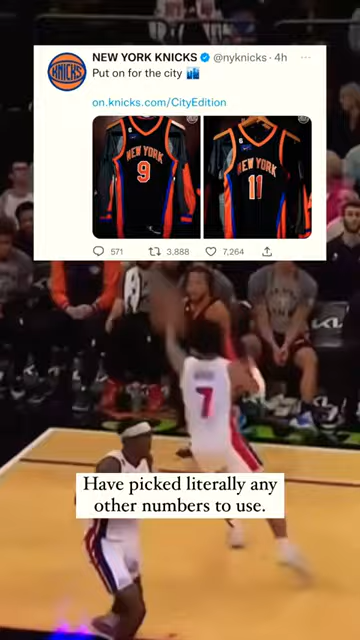 NEW YORK KNICKS @nyknicks · 4h
Put on for the city
on.knicks.com/CityEdition
KNICKS
NEW YORK
9
NEW YORK
11
571 3,888 7,264
7
Have picked literally any
other numbers to use.